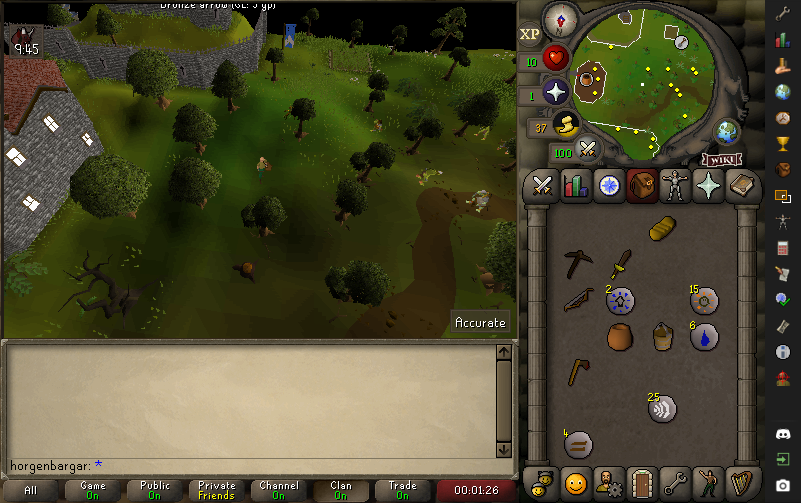 Bronze arrow (GE: 3 gp)
9:45
XP
10
1
37
100
WIKI
2
15
6
25
4
Accurate
horgenbargar: *
All
Game
On
Public
On
Private
Friends
Channel
On
Clan
On
Trade
On
00:01:26